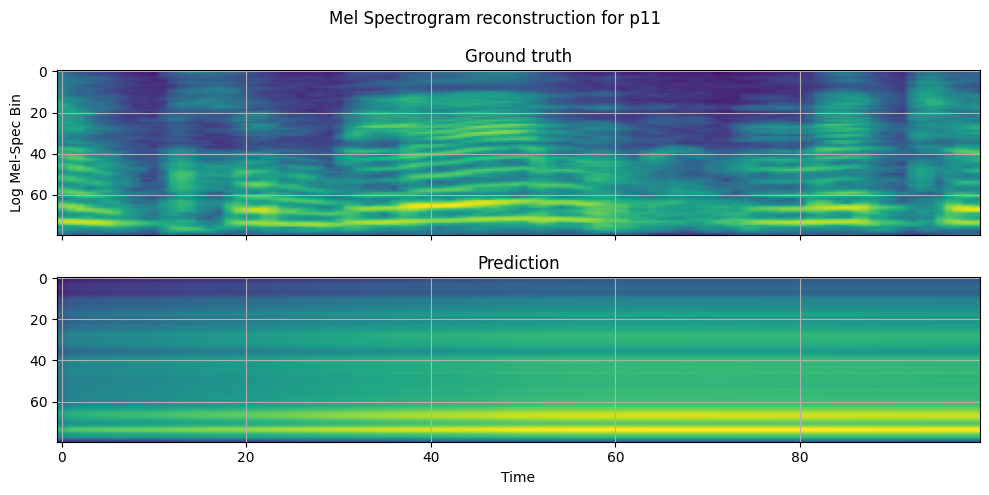 Mel Spectrogram reconstruction for p11
Ground truth
0
20
40
60
Log Mel-Spec Bin
Prediction
0
20
40
60
0 20 40 60 80
Time